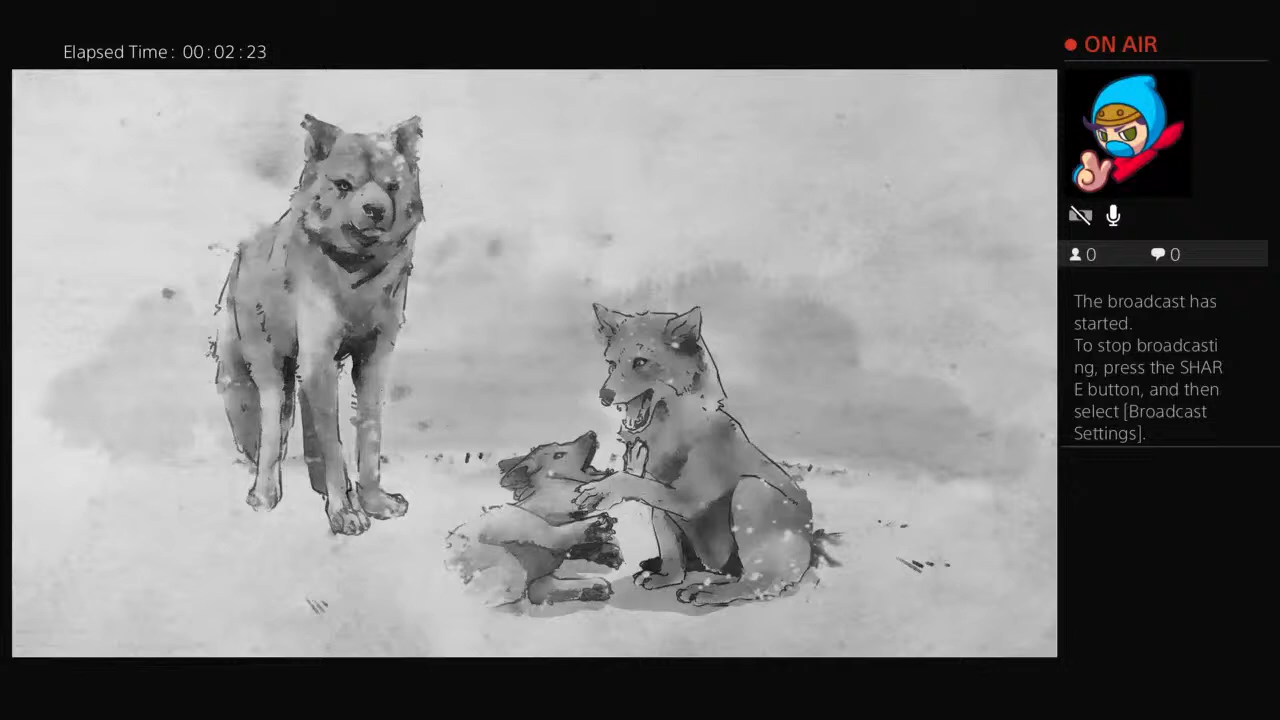 Elapsed Time: 00:02:23
ON AIR
0
0
The broadcast has
started.
To stop broadcasti
ng, press the SHAR
E button, and then
select [Broadcast
Settings].